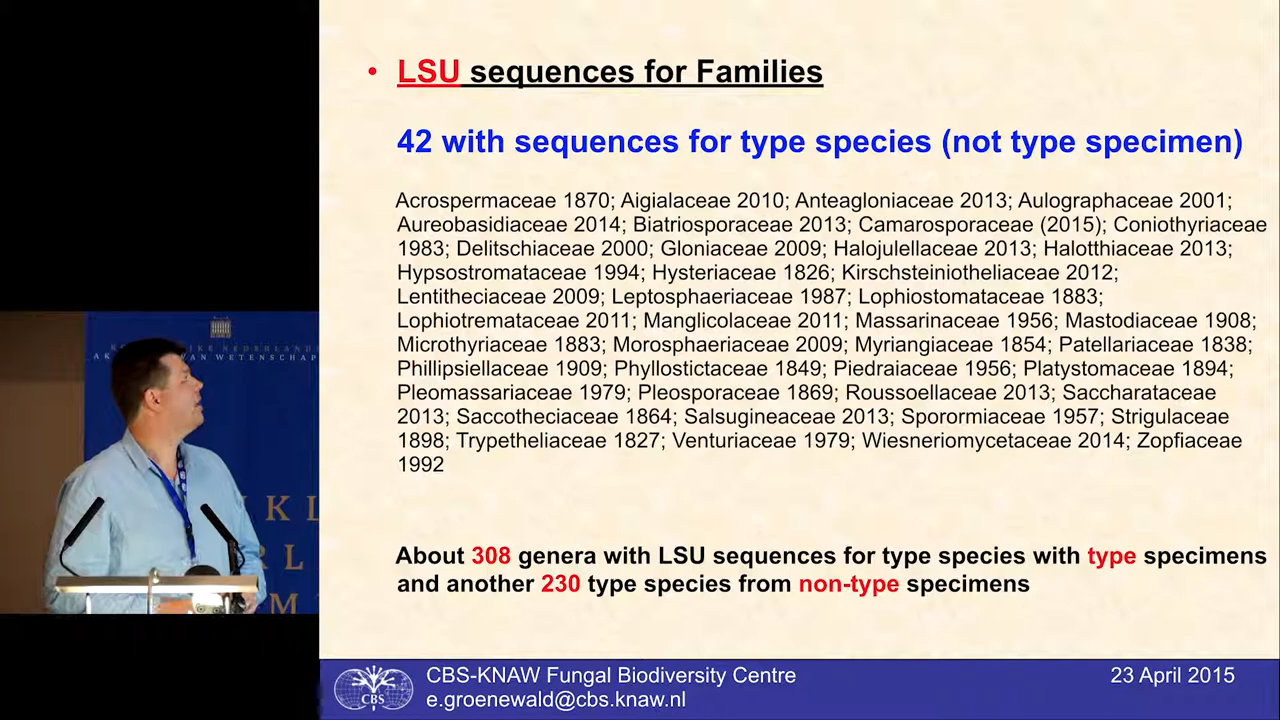 • LSU sequences for Families
42 with sequences for type species (not type specimen)
Acrospermaceae 1870; Aigialaceae 2010; Anteagloniaceae 2013; Aulographaceae 2001;
Aureobasidiaceae 2014; Biatriosporaceae 2013; Camarosporaceae (2015); Coniothyriaceae
1983; Delitschiaceae 2000; Gloniaceae 2009; Halojulellaceae 2013; Halotthiaceae 2013;
Hypsostromataceae 1994; Hysteriaceae 1826; Kirschsteiniotheliaceae 2012;
Lentitheciaceae 2009; Leptosphaeriaceae 1987; Lophiostomataceae 1883;
Lophiotremataceae 2011; Manglicolaceae 2011; Massarinaceae 1956; Mastodiaceae 1908;
Microthyriaceae 1883; Morosphaeriaceae 2009; Myriangiaceae 1854; Patellariaceae 1838;
Phillipsiellaceae 1909; Phyllostictaceae 1849; Piedraiaceae 1956; Platystomaceae 1894;
Pleomassariaceae 1979; Pleosporaceae 1869; Roussoellaceae 2013; Saccharataceae
2013; Saccotheciaceae 1864; Salsugineaceae 2013; Sporormiaceae 1957; Strigulaceae
1898; Trypetheliaceae 1827; Venturiaceae 1979; Wiesneriomycetaceae 2014; Zopfiaceae
1992
About 308 genera with LSU sequences for type species with type specimens
and another 230 type species from non-type specimens
CBS
CBS-KNAW Fungal Biodiversity Centre
e.groenewald@cbs.knaw.nl
23 April 2015
VAN WETENSCHAP
K L
R L
M